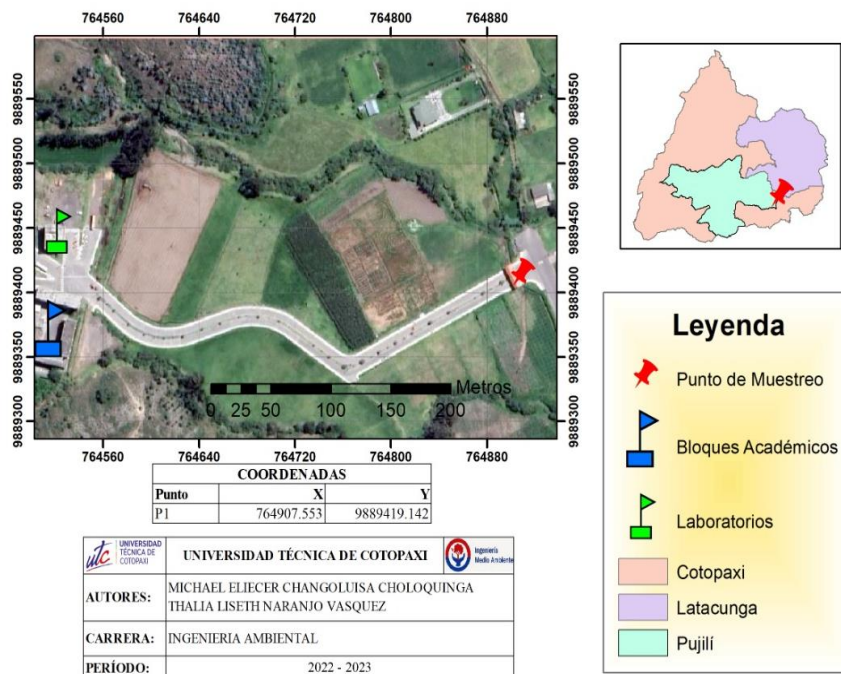 764560 764640 764720 764800 764880
9889550
9889500
9889450
9889400
9889350
9889300
Metros
0 25 50 100 150 200
764560 764640 764720 764800 764880
9889550
9889500
9889450
9889400
9889350
9889300
COORDENADAS
Punto X Y
P1 764907.553 9889419.142
utc UNIVERSIDAD TÉCNICA DE COTOPAXI
UNIVERSIDAD TÉCNICA DE COTOPAXI
Ingeniería
Medio Ambiente
AUTORES: MICHAEL ELIECER CHANGOLUISA CHOLOQUINGA
THALIA LISETH NARANJO VASQUEZ
CARRERA: INGENIERIA AMBIENTAL
PERÍODO: 2022 - 2023
Leyenda
Punto de Muestreo
Bloques Académicos
Laboratorios
Cotopaxi
Latacunga
Pujilí